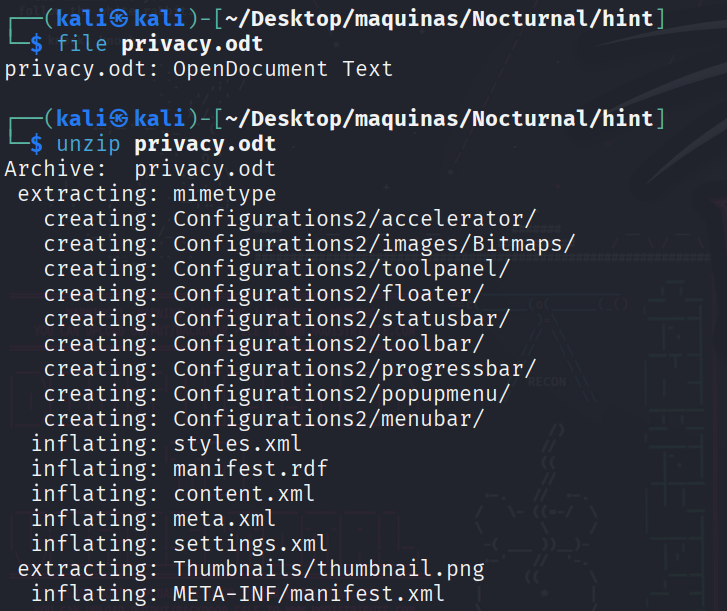 ┌──(kali㉿kali)-[~/Desktop/maquinas/Nocturnal/hint]
└─$ file privacy.odt
privacy.odt: OpenDocument Text

┌──(kali㉿kali)-[~/Desktop/maquinas/Nocturnal/hint]
└─$ unzip privacy.odt
Archive:  privacy.odt
 extracting: mimetype
   creating: Configurations2/accelerator/
   creating: Configurations2/images/Bitmaps/
   creating: Configurations2/toolpanel/
   creating: Configurations2/floater/
   creating: Configurations2/statusbar/
   creating: Configurations2/toolbar/
   creating: Configurations2/progressbar/
   creating: Configurations2/popupmenu/
   creating: Configurations2/menubar/
  inflating: styles.xml
  inflating: manifest.rdf
  inflating: content.xml
  inflating: meta.xml
  inflating: settings.xml
 extracting: Thumbnails/thumbnail.png
  inflating: META-INF/manifest.xml
RECON